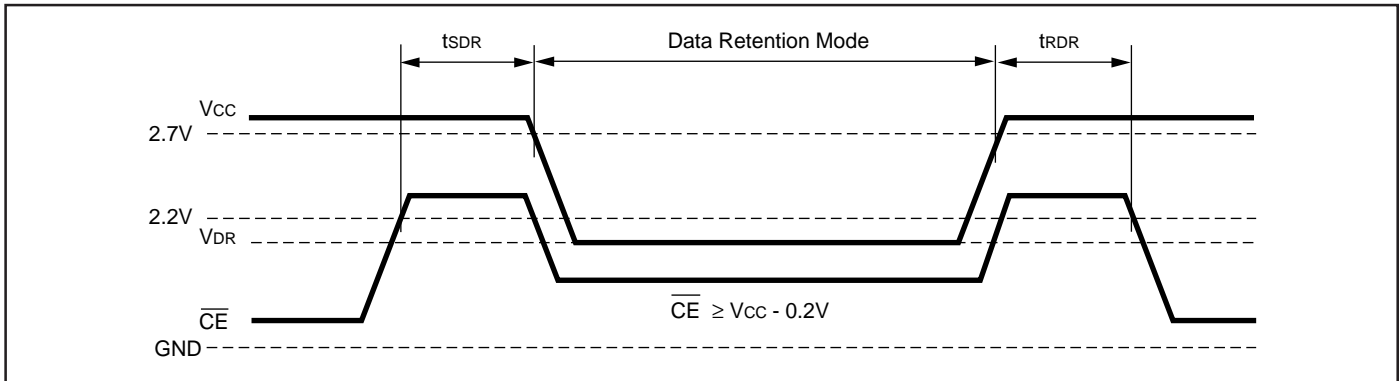 tSDR Data Retention Mode tRDR
VCC
2.7V
2.2V
VDR
CE ≥ VCC - 0.2V
CE
GND